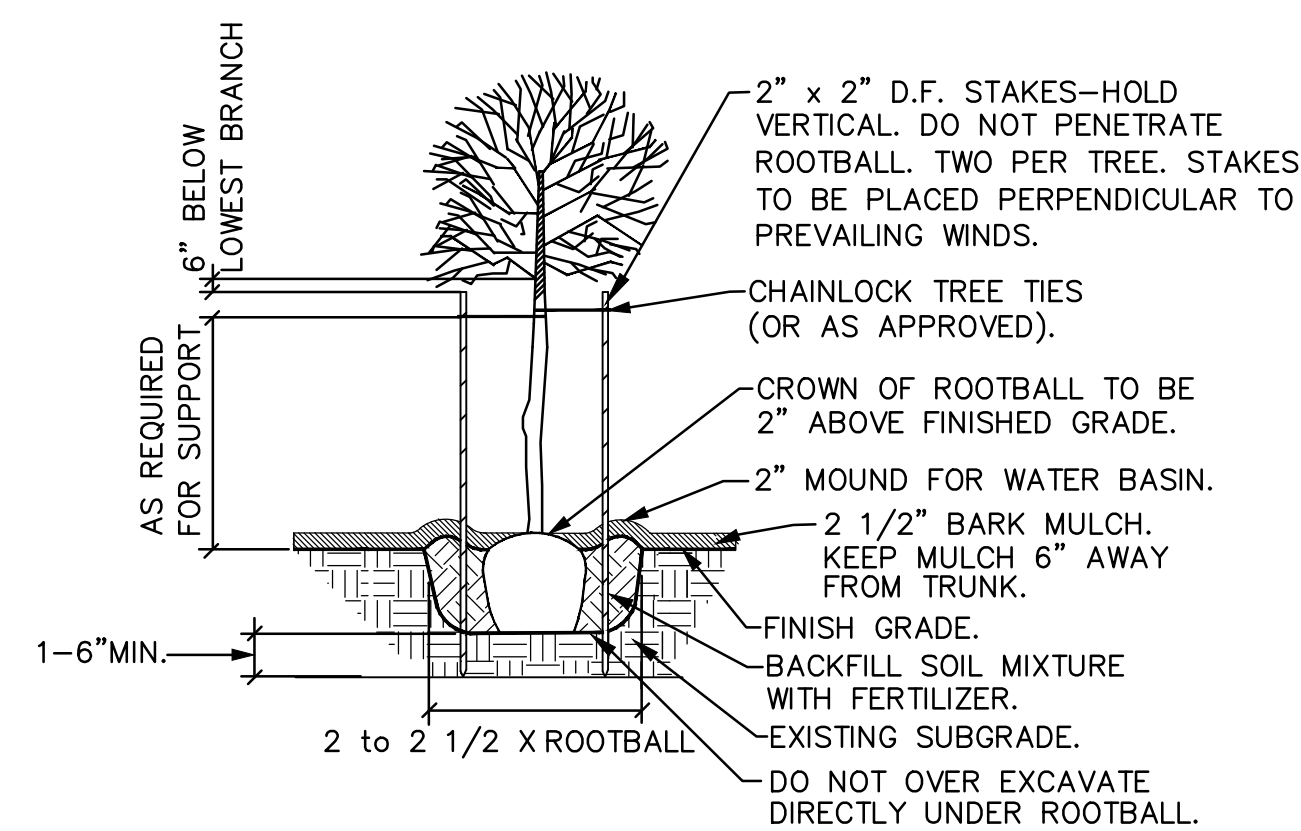 6” BELOW
LOWEST BRANCH
AS REQUIRED
FOR SUPPORT
1-6”MIN.
2 to 2 1/2 X ROOTBALL
2” x 2” D.F. STAKES-HOLD
VERTICAL. DO NOT PENETRATE
ROOTBALL. TWO PER TREE. STAKES
TO BE PLACED PERPENDICULAR TO
PREVAILING WINDS.
CHAINLOCK TREE TIES
(OR AS APPROVED).
CROWN OF ROOTBALL TO BE
2” ABOVE FINISHED GRADE.
2” MOUND FOR WATER BASIN.
2 1/2” BARK MULCH.
KEEP MULCH 6” AWAY
FROM TRUNK.
FINISH GRADE.
BACKFILL SOIL MIXTURE
WITH FERTILIZER.
EXISTING SUBGRADE.
DO NOT OVER EXCAVATE
DIRECTLY UNDER ROOTBALL.